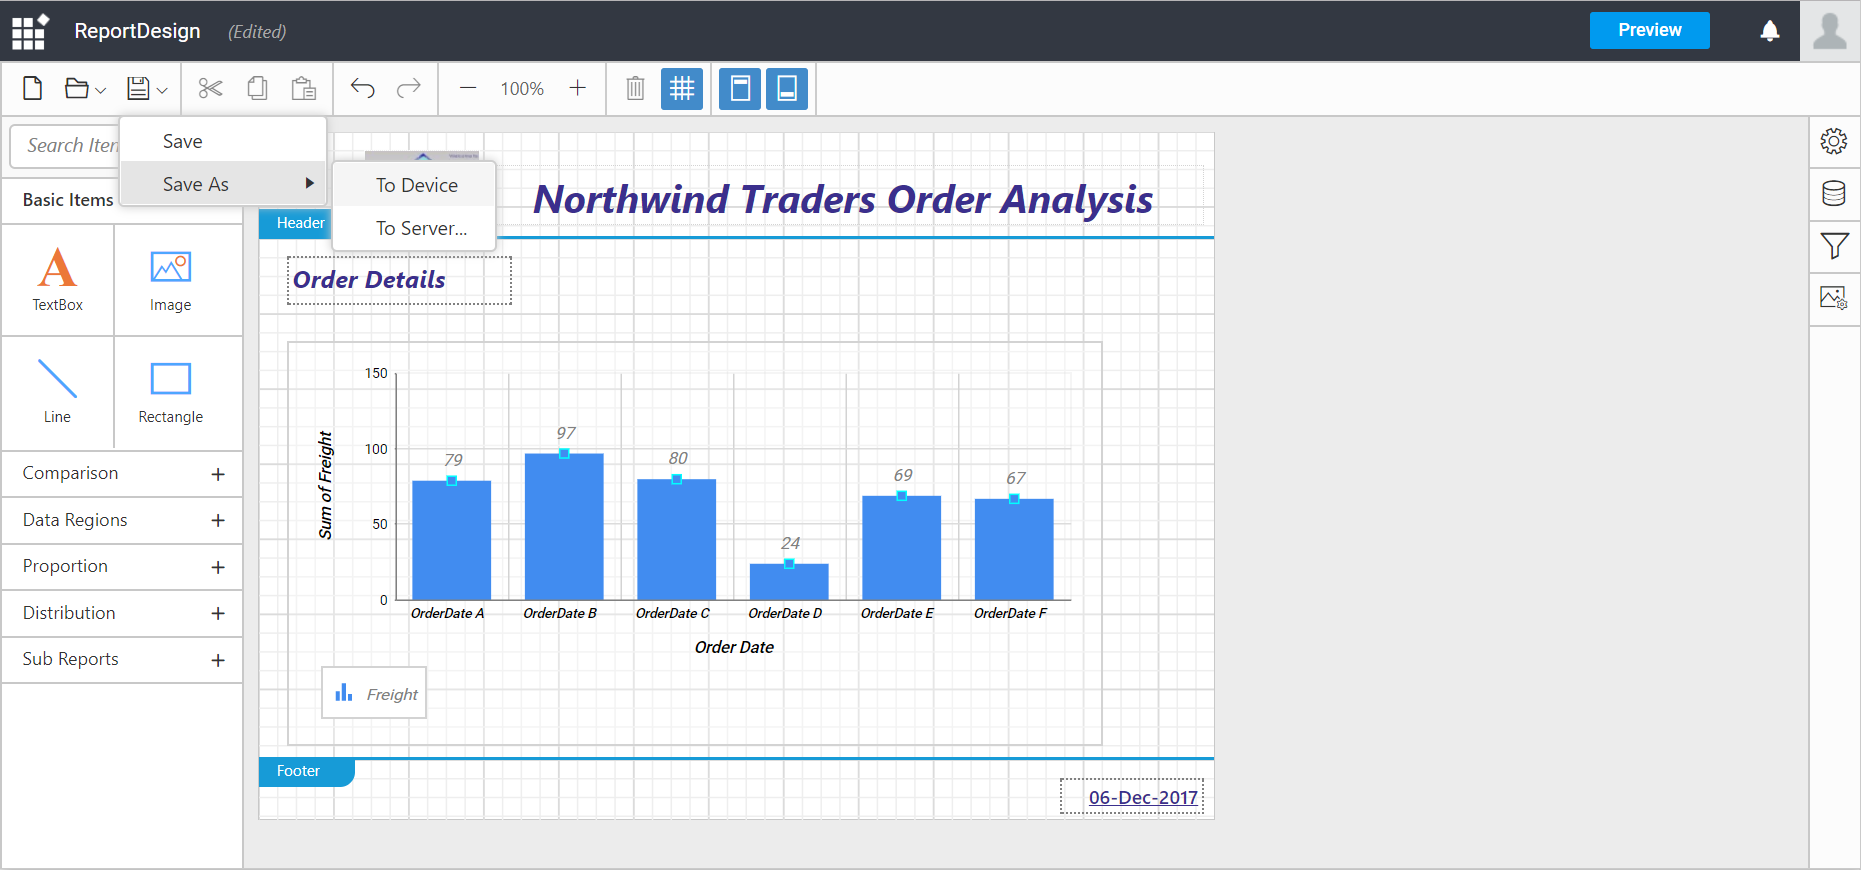 ReportDesign (Edited) Preview
100%
Save
Search Iten
Save As
To Device
Basic Items
Northwind Traders Order Analysis
Header
To Server...
Order Details
TextBox
Image
Line
Rectangle
Comparison
Data Regions
Proportion
Distribution
Sub Reports
150
100
50
0
Sum of Freight
79
97
80
24
69
67
OrderDate A
OrderDate B
OrderDate C
OrderDate D
OrderDate E
OrderDate F
Order Date
Freight
Footer
06-Dec-2017